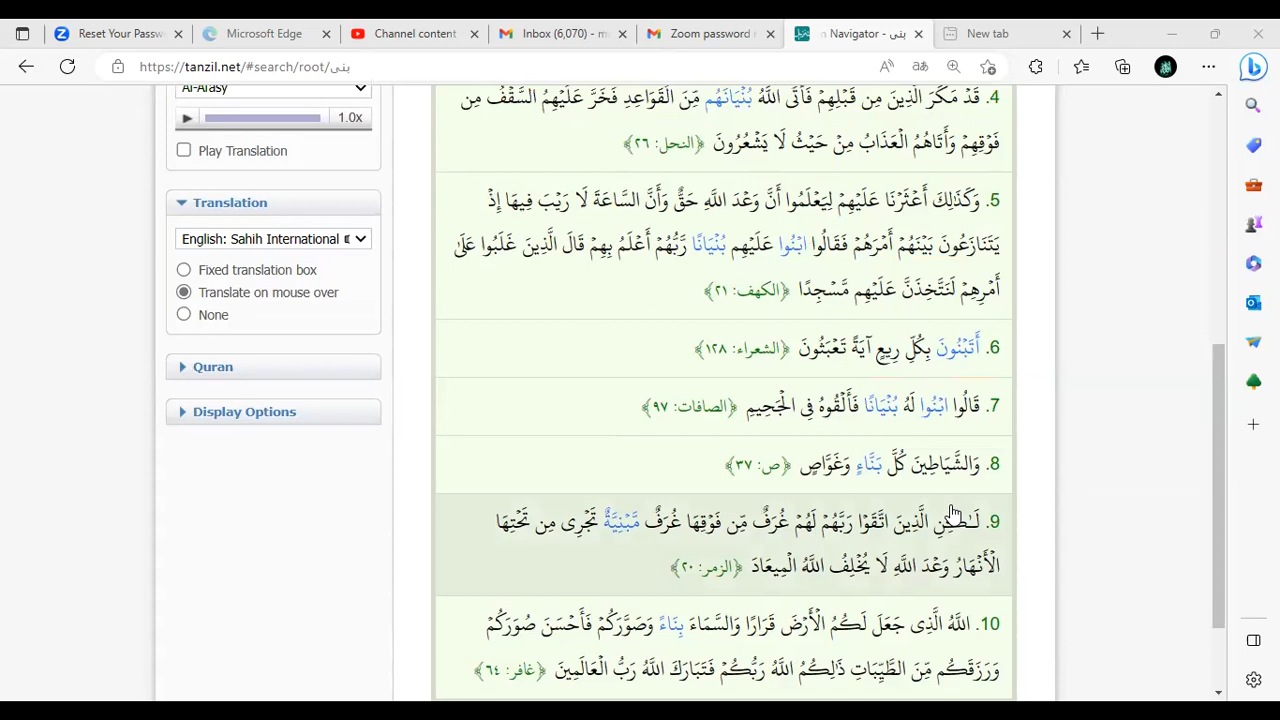 Reset Your Passw
Microsoft Edge
Channel content
Inbox (6,070) - m
Zoom password r
n Navigator - بنى
New tab
https://tanzil.net/#search/root/بنى
Al-Afasy
1.0x
Play Translation
Translation
English: Sahih International
Fixed translation box
Translate on mouse over
None
Quran
Display Options
4. قَدْ مَكَرَ الَّذِينَ مِن قَبْلِهِمْ فَأَتَى اللَّهُ بُنْيَانَهُم مِّنَ الْقَوَاعِدِ فَخَرَّ عَلَيْهِمُ السَّقْفُ مِن
فَوْقِهِمْ وَأَتَاهُمُ الْعَذَابُ مِنْ حَيْثُ لَا يَشْعُرُونَ ﴿النحل: ٢٦﴾
5. وَكَذَٰلِكَ أَعْثَرْنَا عَلَيْهِمْ لِيَعْلَمُوا أَنَّ وَعْدَ اللَّهِ حَقٌّ وَأَنَّ السَّاعَةَ لَا رَيْبَ فِيهَا إِذْ
يَتَنَازَعُونَ بَيْنَهُمْ أَمْرَهُمْ فَقَالُوا ابْنُوا عَلَيْهِم بُنْيَانًا رَّبُّهُمْ أَعْلَمُ بِهِمْ قَالَ الَّذِينَ غَلَبُوا عَلَىٰ
أَمْرِهِمْ لَنَتَّخِذَنَّ عَلَيْهِم مَّسْجِدًا ﴿الكهف: ٢١﴾
6. أَتَبْنُونَ بِكُلِّ رِيعٍ آيَةً تَعْبَثُونَ ﴿الشعراء: ١٢٨﴾
7. قَالُوا ابْنُوا لَهُ بُنْيَانًا فَأَلْقُوهُ فِي الْجَحِيمِ ﴿الصافات: ٩٧﴾
8. وَالشَّيَاطِينَ كُلَّ بَنَّاءٍ وَغَوَّاصٍ ﴿ص: ٣٧﴾
9. لَـٰكِنِ الَّذِينَ اتَّقَوْا رَبَّهُمْ لَهُمْ غُرَفٌ مِّن فَوْقِهَا غُرَفٌ مَّبْنِيَّةٌ تَجْرِي مِن تَحْتِهَا
الْأَنْهَارُ وَعْدَ اللَّهِ لَا يُخْلِفُ اللَّهُ الْمِيعَادَ ﴿الزمر: ٢٠﴾
10. اللَّهُ الَّذِي جَعَلَ لَكُمُ الْأَرْضَ قَرَارًا وَالسَّمَاءَ بِنَاءً وَصَوَّرَكُمْ فَأَحْسَنَ صُوَرَكُمْ
وَرَزَقَكُم مِّنَ الطَّيِّبَاتِ ذَٰلِكُمُ اللَّهُ رَبُّكُمْ فَتَبَارَكَ اللَّهُ رَبُّ الْعَالَمِينَ ﴿غافر: ٦٤﴾